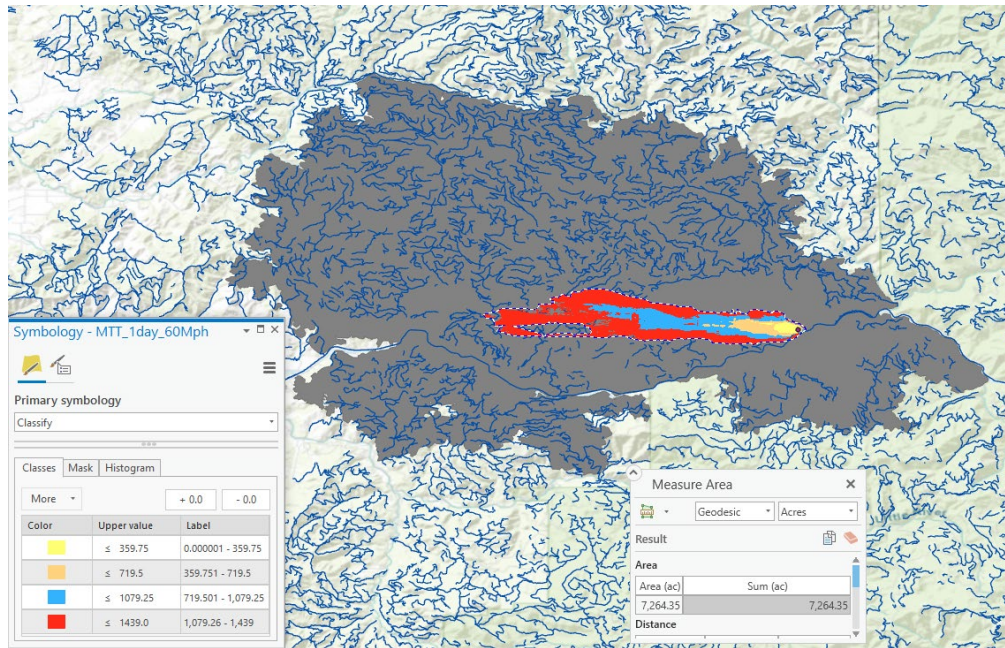 Symbology - MTT_1day_60Mph
Primary symbology
Classify
Classes Mask Histogram
More + 0.0 - 0.0
Color Upper value Label
≤ 359.75 0.000001 - 359.75
≤ 719.5 359.751 - 719.5
≤ 1079.25 719.501 - 1,079.25
≤ 1439.0 1,079.26 - 1,439
Measure Area
Geodesic Acres
Result
Area
Area (ac) Sum (ac)
7,264.35 7,264.35
Distance